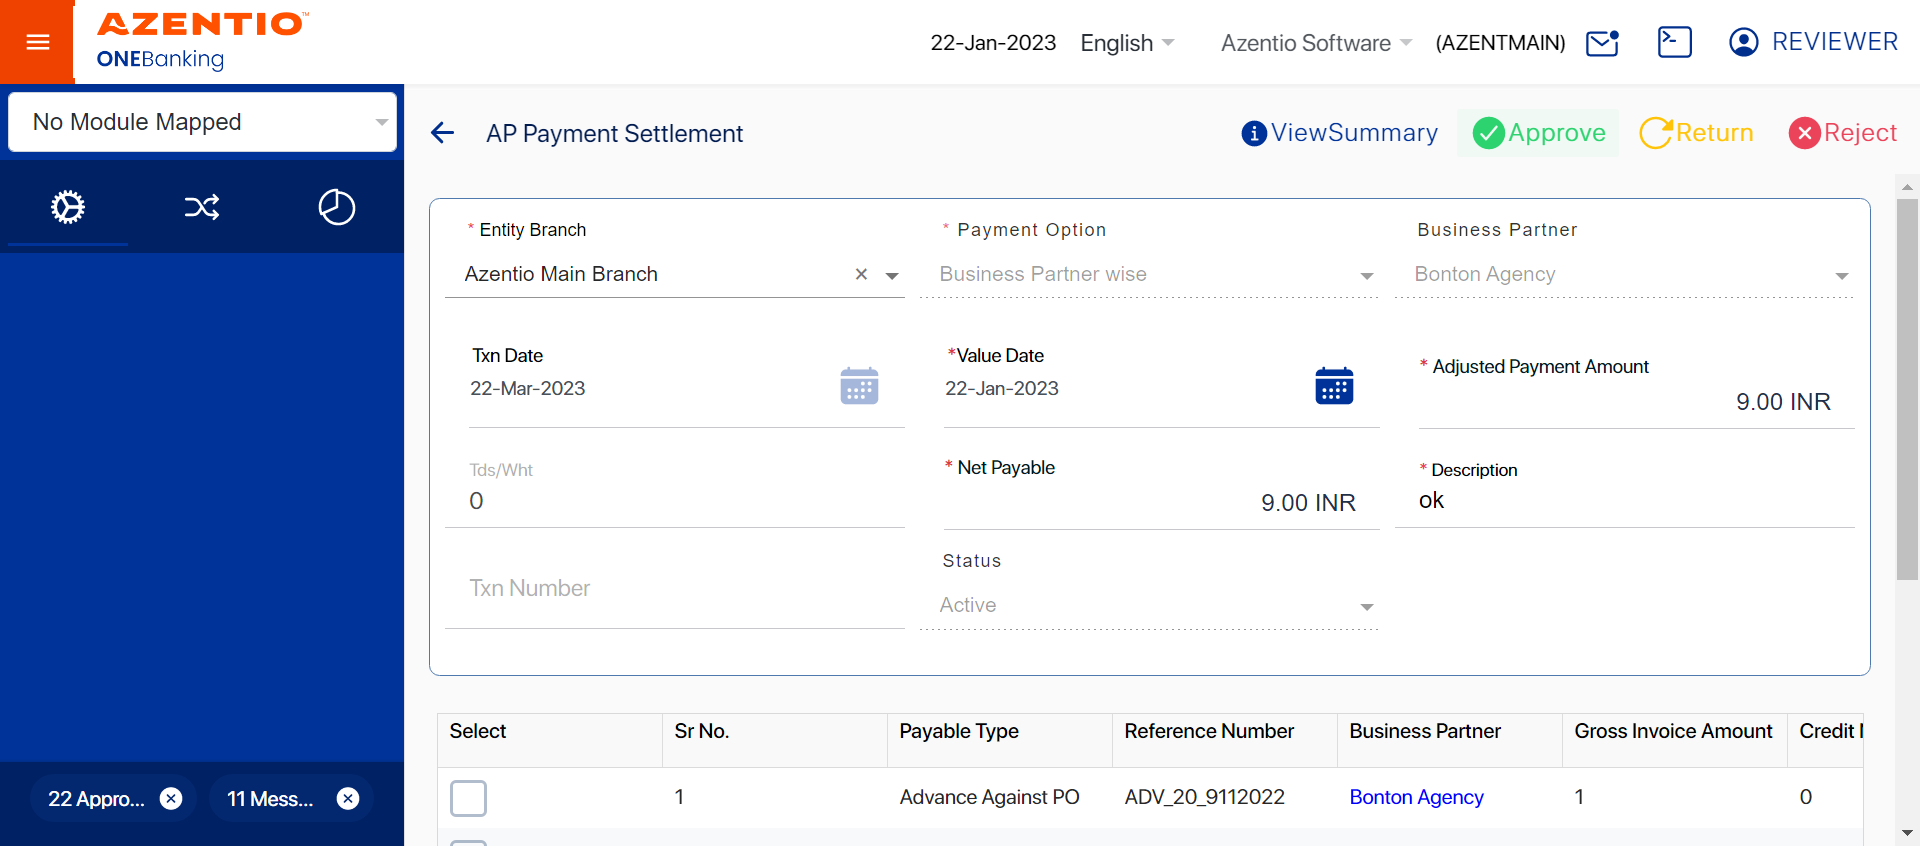 AZENTIO™
ONEBanking
22-Jan-2023
English
Azentio Software
(AZENTMAIN)
REVIEWER
No Module Mapped
AP Payment Settlement
ViewSummary
Approve
Return
Reject
* Entity Branch
Azentio Main Branch
* Payment Option
Business Partner wise
Business Partner
Bonton Agency
Txn Date
22-Mar-2023
*Value Date
22-Jan-2023
* Adjusted Payment Amount
9.00 INR
Tds/Wht
0
* Net Payable
9.00 INR
* Description
ok
Txn Number
Status
Active
Select
Sr No.
Payable Type
Reference Number
Business Partner
Gross Invoice Amount
Credit
1
Advance Against PO
ADV_20_9112022
Bonton Agency
1
0
22 Appro...
11 Mess...